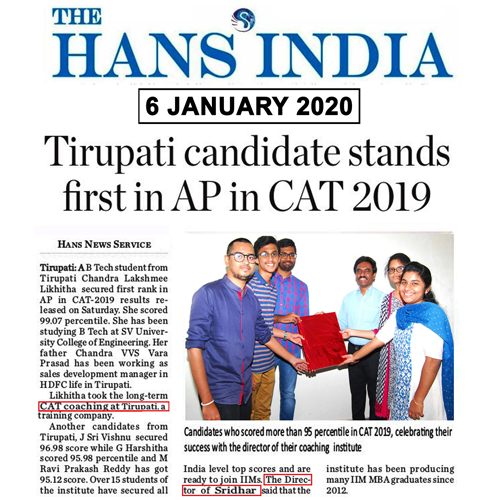 THE
HANS INDIA
6 JANUARY 2020
Tirupati candidate stands
first in AP in CAT 2019
HANS NEWS SERVICE
Tirupati: A B Tech student from
Tirupati Chandra Lakshmee
Likhitha secured first rank in
AP in CAT-2019 results re-
leased on Saturday. She scored
99.07 percentile. She has been
studying B Tech at SV Univer-
sity College of Engineering. Her
father Chandra VVS Vara
Prasad has been working as
sales development manager in
HDFC life in Tirupati.
Likhitha took the long-term
CAT coaching at Tirupati, a
training company.
Another candidates from
Tirupati, J Sri Vishnu secured
96.98 score while G Harshitha
scored 95.98 percentile and M
Ravi Prakash Reddy has got
95.12 score. Over 15 students of
the institute have secured all
Candidates who scored more than 95 percentile in CAT 2019, celebrating their
success with the director of their coaching institute
India level top scores and are
ready to join IIMs. The Direc-
tor of Sridhar said that the
institute has been producing
many IIM MBA graduates since
2012.